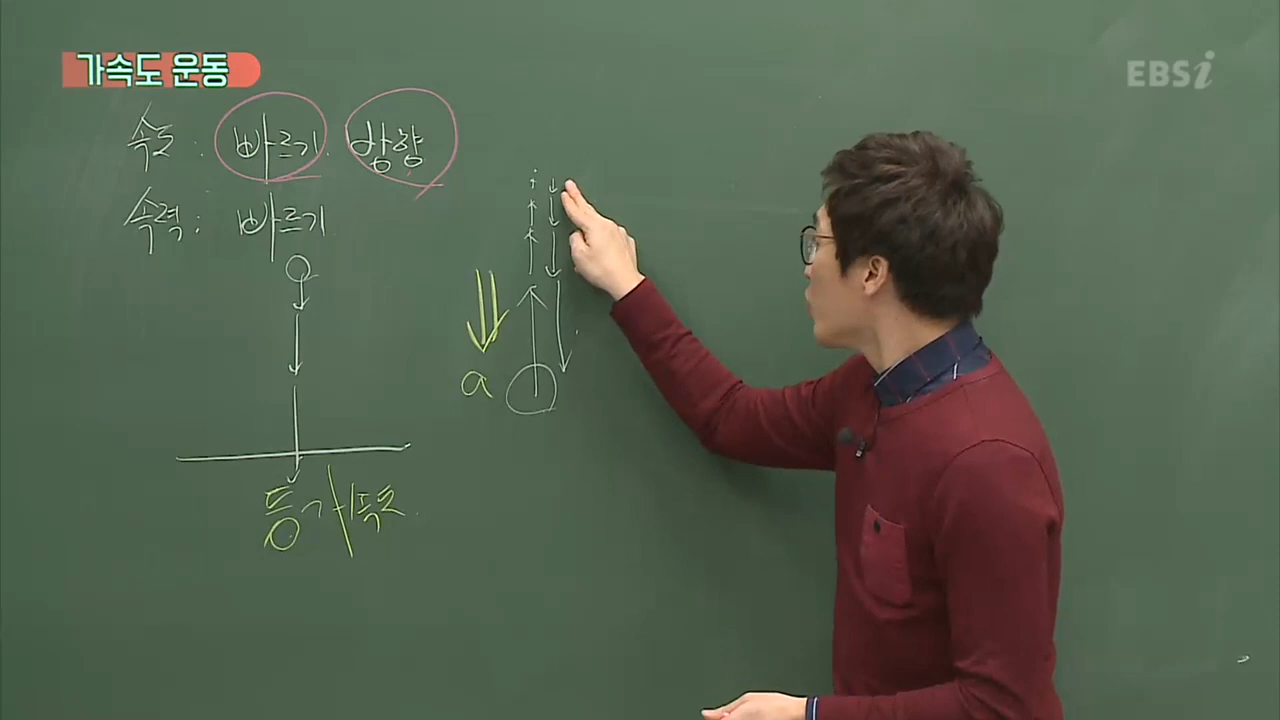 가속도 운동
EBSi
속도 : 빠르기. 방향
속력 : 빠르기
a
등가속도.